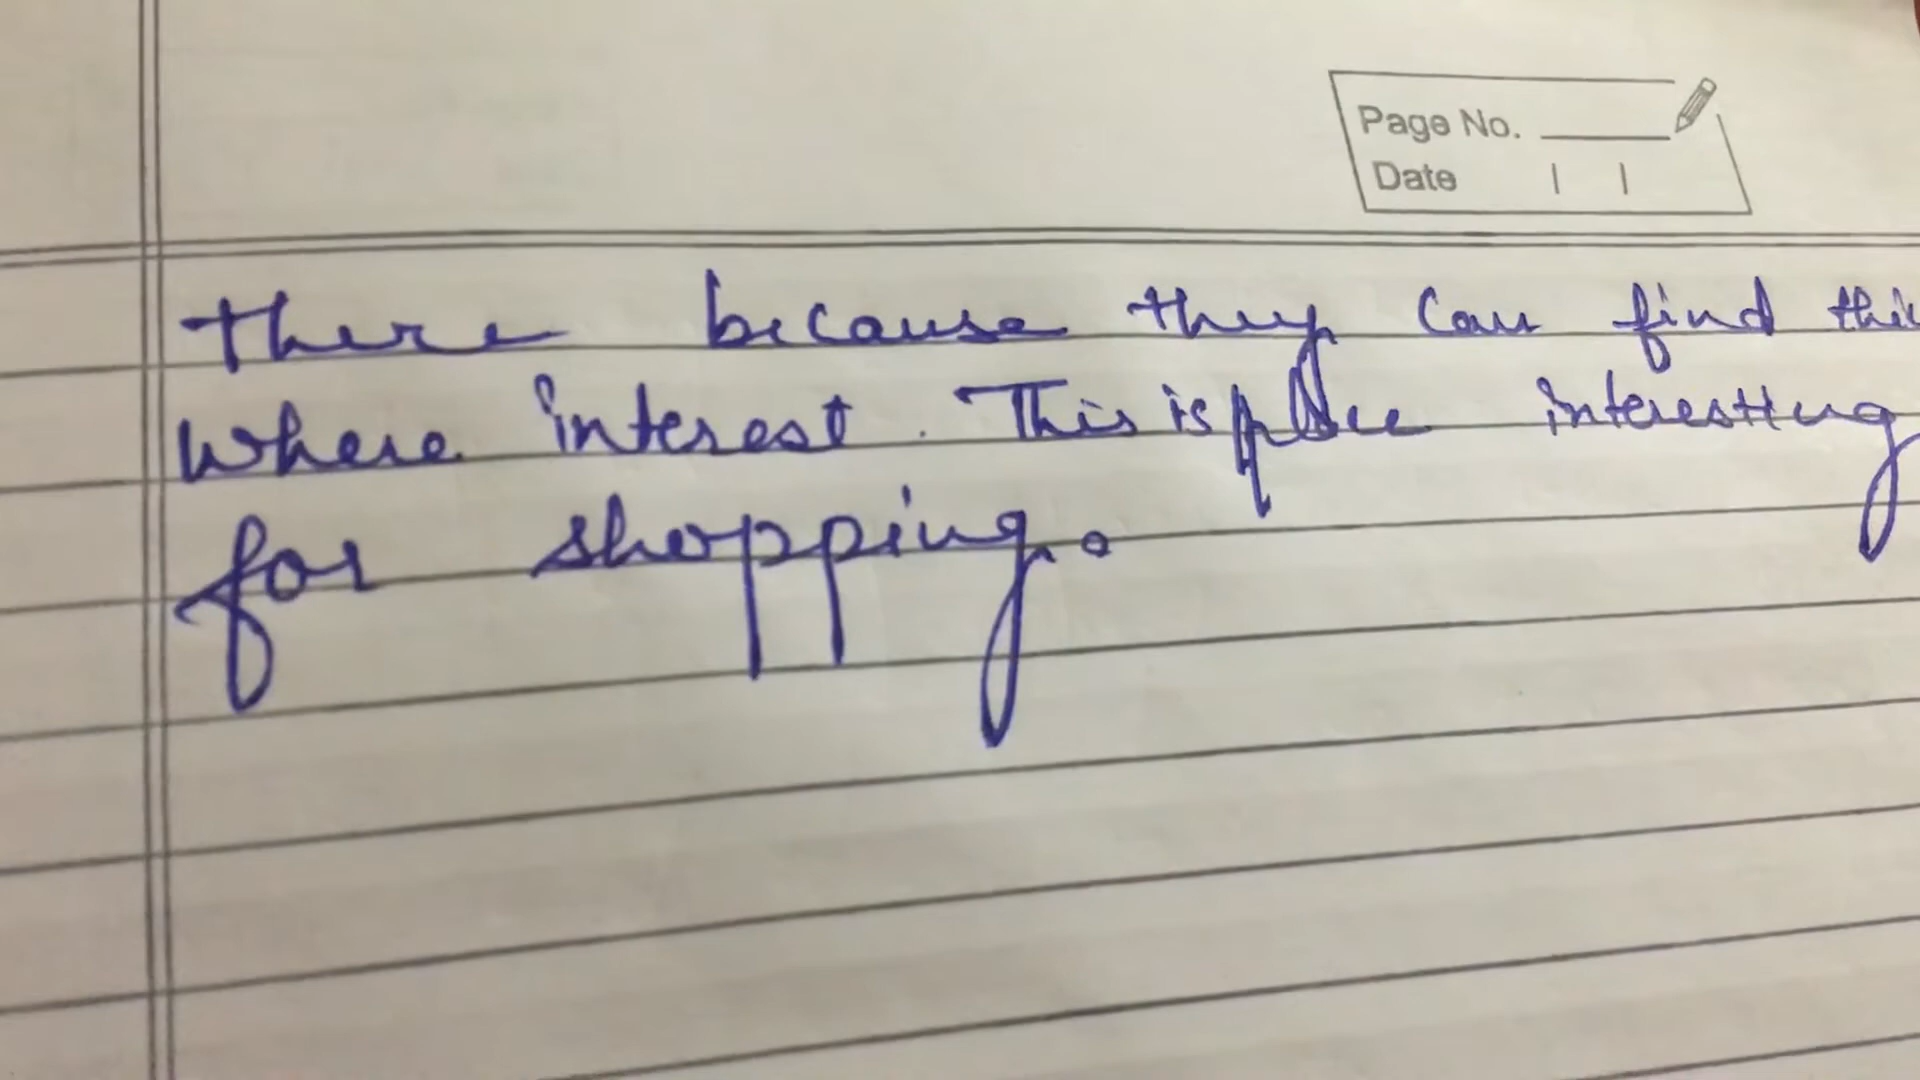 Page No.
Date
there because they can find
where interest. This is place interesting
for shopping.